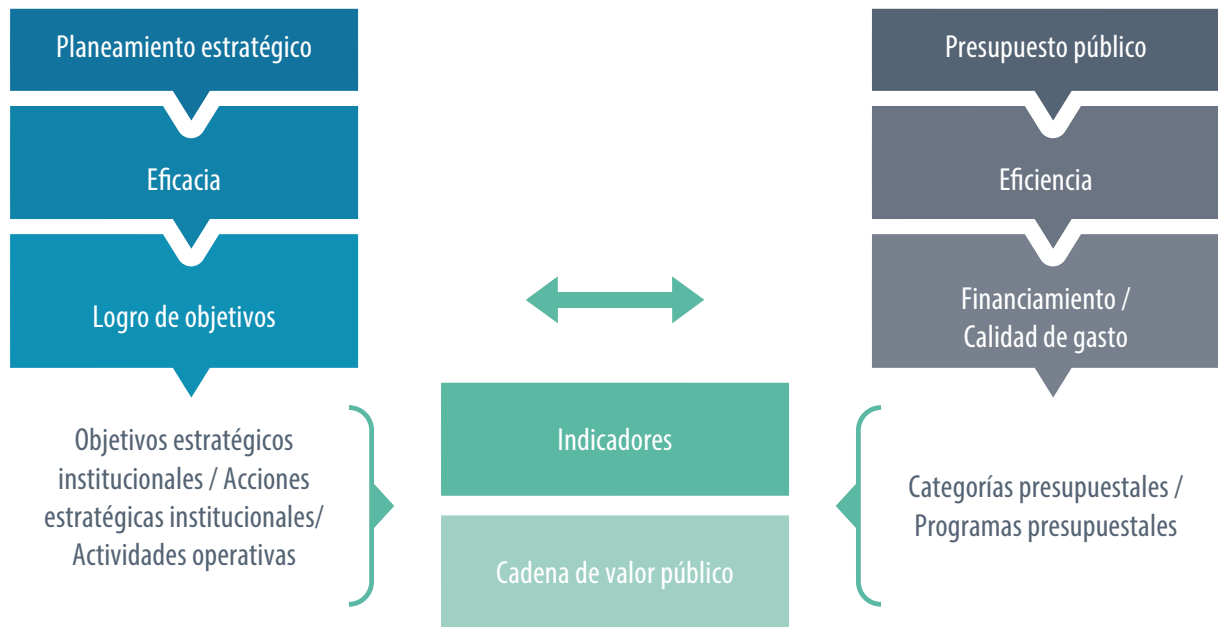 Planeamiento estratégico
Eficacia
Logro de objetivos
Objetivos estratégicos
institucionales / Acciones
estratégicas institucionales/
Actividades operativas
Indicadores
Cadena de valor público
Presupuesto público
Eficiencia
Financiamiento /
Calidad de gasto
Categorías presupuestales /
Programas presupuestales